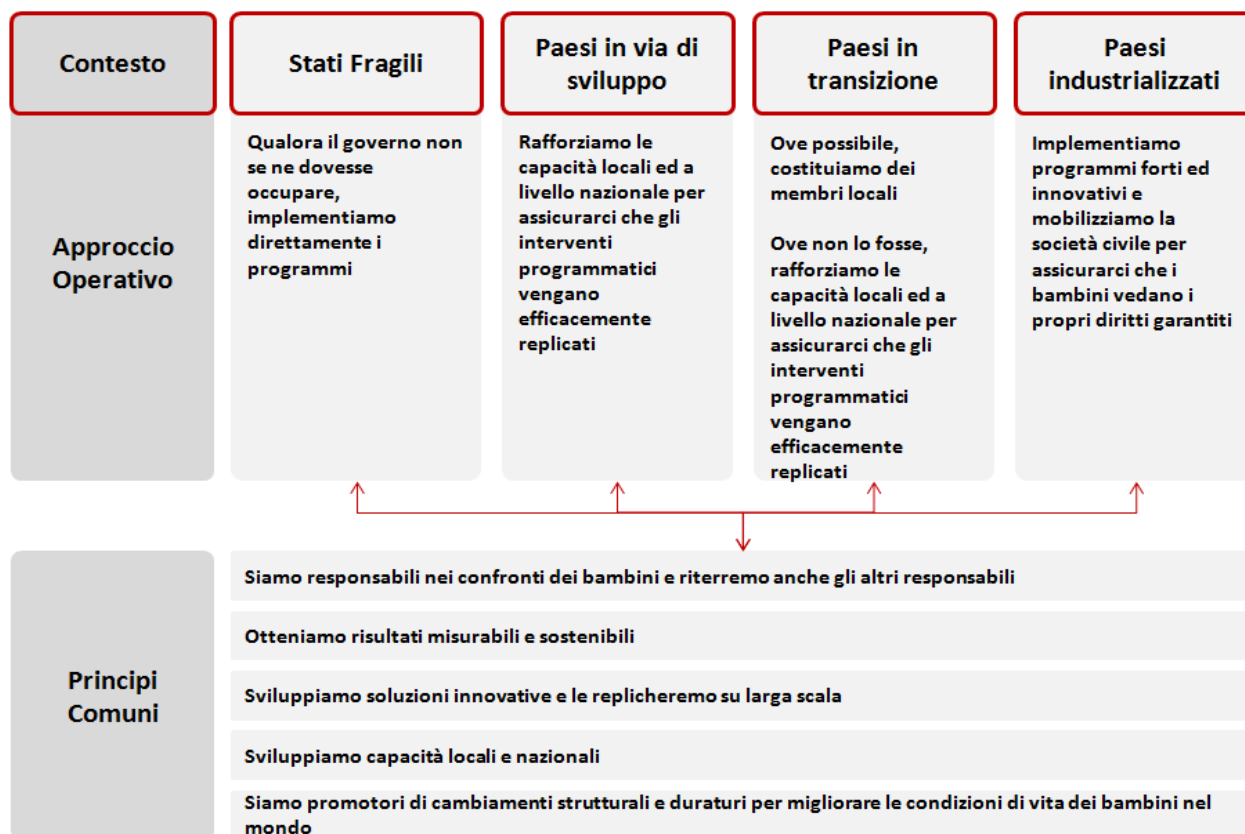 Contesto
Stati Fragili
Paesi in via di
sviluppo
Paesi in
transizione
Paesi
industrializzati
Approccio
Operativo
Qualora il governo non
se ne dovesse
occupare,
implementiamo
direttamente i
programmi
Rafforziamo le
capacità locali ed a
livello nazionale per
assicurarci che gli
interventi
programmatici
vengano
efficacemente
replicati
Ove possibile,
costituiamo dei
membri locali
Ove non lo fosse,
rafforziamo le
capacità locali ed a
livello nazionale per
assicurarci che gli
interventi
programmatici
vengano
efficacemente
replicati
Implementiamo
programmi forti ed
innovativi e
mobilizziamo la
società civile per
assicurarci che i
bambini vedano i
propri diritti garantiti
Principi
Comuni
Siamo responsabili nei confronti dei bambini e riterremo anche gli altri responsabili
Otteniamo risultati misurabili e sostenibili
Sviluppiamo soluzioni innovative e le replicheremo su larga scala
Sviluppiamo capacità locali e nazionali
Siamo promotori di cambiamenti strutturali e duraturi per migliorare le condizioni di vita dei bambini nel
mondo